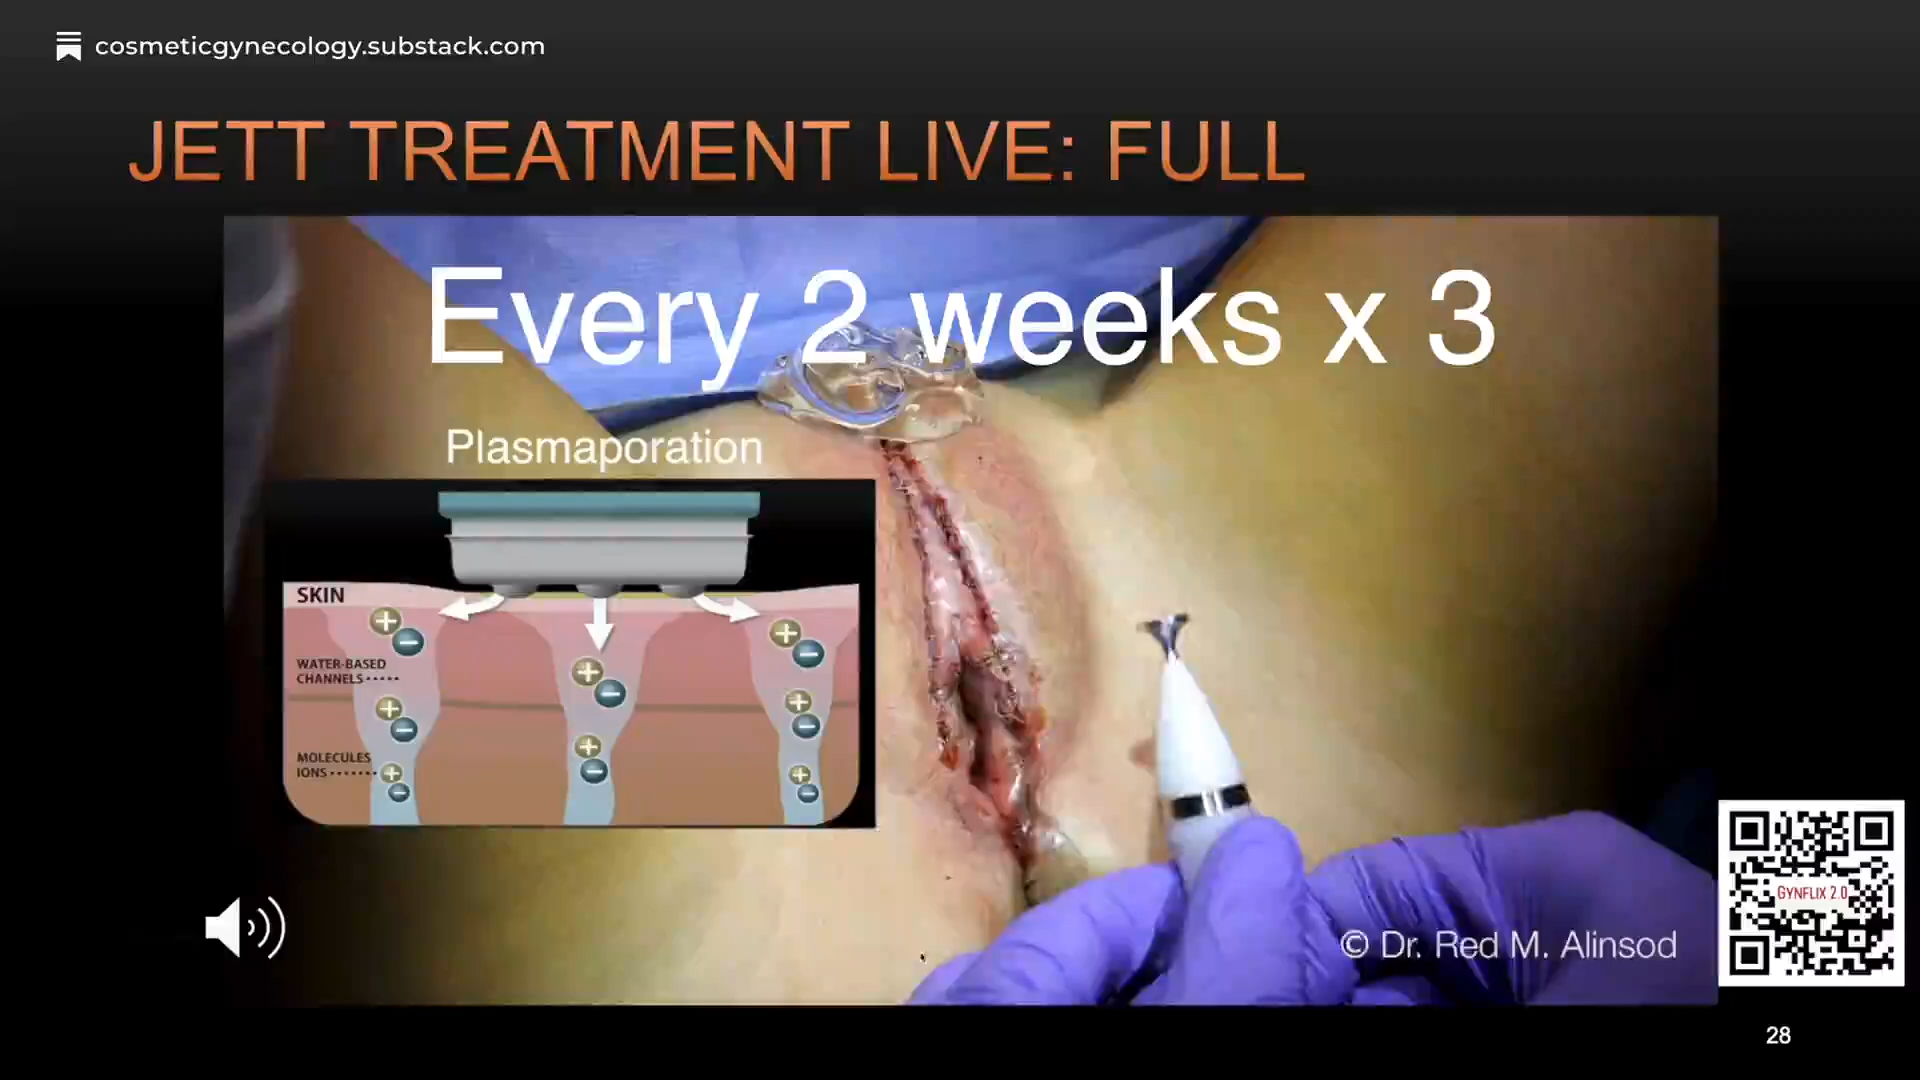 cosmeticgynecology.substack.com
JETT TREATMENT LIVE: FULL
Every 2 weeks x 3
Plasmaporation
SKIN
WATER-BASED
CHANNELS·····
MOLECULES
IONS·······
GYNFLIX 2.0
© Dr. Red M. Alinsod
28